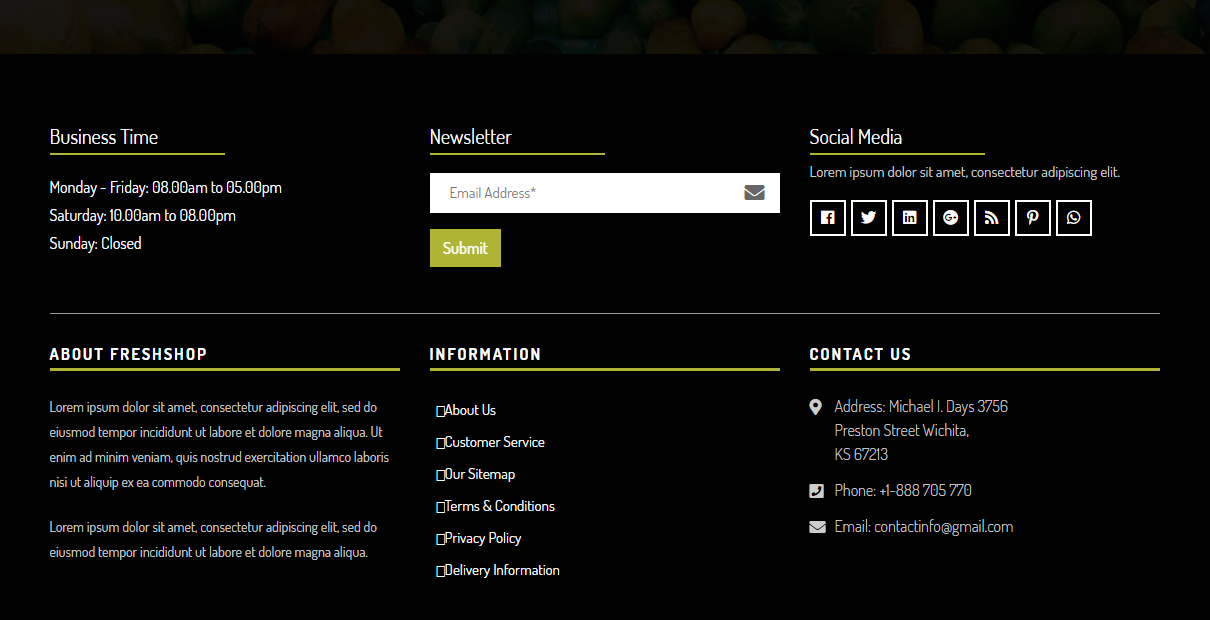 Business Time
Monday - Friday: 08.00am to 05.00pm
Saturday: 10.00am to 08.00pm
Sunday: Closed
Newsletter
Email Address*
Submit
Social Media
Lorem ipsum dolor sit amet, consectetur adipiscing elit.
ABOUT FRESHSHOP
Lorem ipsum dolor sit amet, consectetur adipiscing elit, sed do
eiusmod tempor incididunt ut labore et dolore magna aliqua. Ut
enim ad minim veniam, quis nostrud exercitation ullamco laboris
nisi ut aliquip ex ea commodo consequat.
Lorem ipsum dolor sit amet, consectetur adipiscing elit, sed do
eiusmod tempor incididunt ut labore et dolore magna aliqua.
INFORMATION
About Us
Customer Service
Our Sitemap
Terms & Conditions
Privacy Policy
Delivery Information
CONTACT US
Address: Michael I. Days 3756
Preston Street Wichita,
KS 67213
Phone: +1-888 705 770
Email: contactinfo@gmail.com